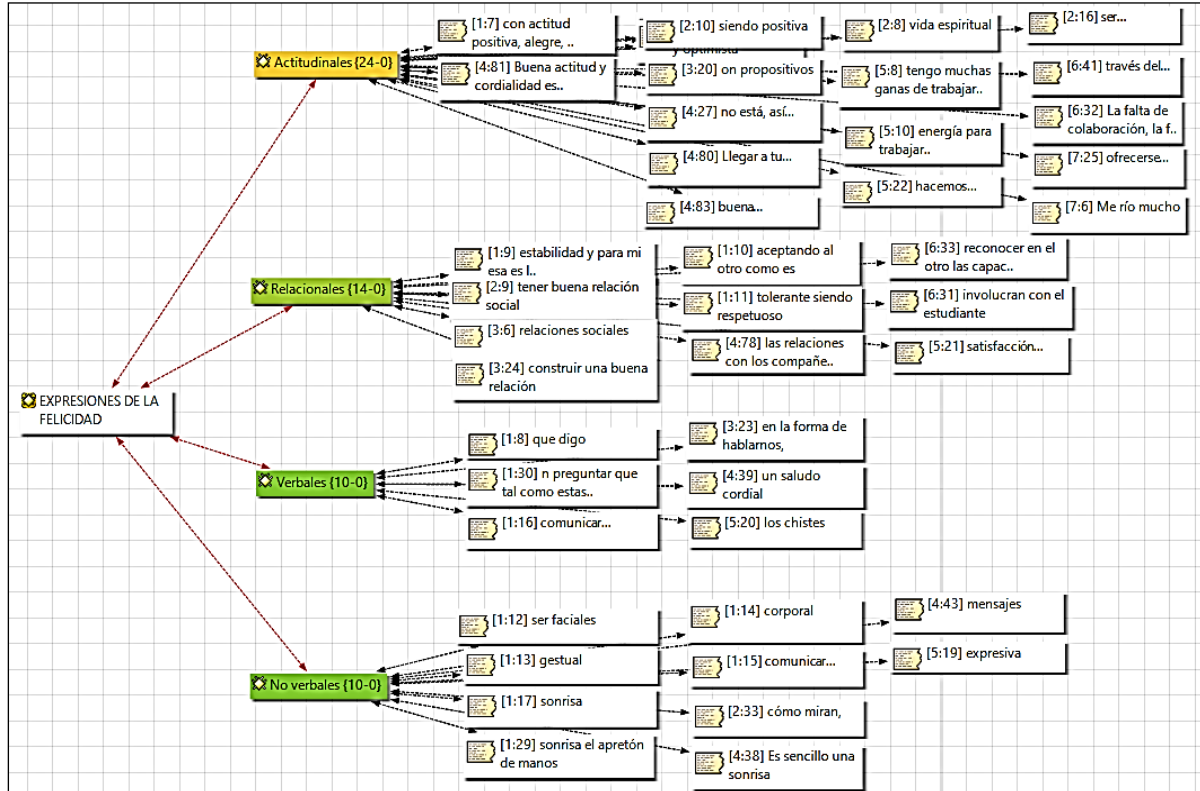 [1:7] con actitud
positiva, alegre, ..
[2:10] siendo positiva
y optimista
[2:8] vida espiritual
[2:16] ser...
Actitudinales {24-0}
[4:81] Buena actitud y
cordialidad es..
[3:20] on propositivos
[5:8] tengo muchas
ganas de trabajar..
[6:41] través del...
[4:27] no está, así...
[6:32] La falta de
colaboración, la f..
[5:10] energía para
trabajar..
[4:80] Llegar a tu...
[7:25] ofrecerse...
[5:22] hacemos...
[4:83] buena...
[7:6] Me río mucho
Relacionales {14-0}
[1:9] estabilidad y para mi
esa es l..
[1:10] aceptando al
otro como es
[6:33] reconocer en el
otro las capac..
[2:9] tener buena relación
social
[1:11] tolerante siendo
respetuoso
[6:31] involucran con el
estudiante
[3:6] relaciones sociales
[4:78] las relaciones
con los compañe..
[5:21] satisfacción...
[3:24] construir una buena
relación
EXPRESIONES DE LA
FELICIDAD
Verbales {10-0}
[1:8] que digo
[3:23] en la forma de
hablarnos,
[1:30] n preguntar que
tal como estas..
[4:39] un saludo
cordial
[1:16] comunicar...
[5:20] los chistes
No verbales {10-0}
[1:12] ser faciales
[1:14] corporal
[4:43] mensajes
[1:13] gestual
[1:15] comunicar...
[5:19] expresiva
[1:17] sonrisa
[2:33] cómo miran,
[1:29] sonrisa el apretón
de manos
[4:38] Es sencillo una
sonrisa